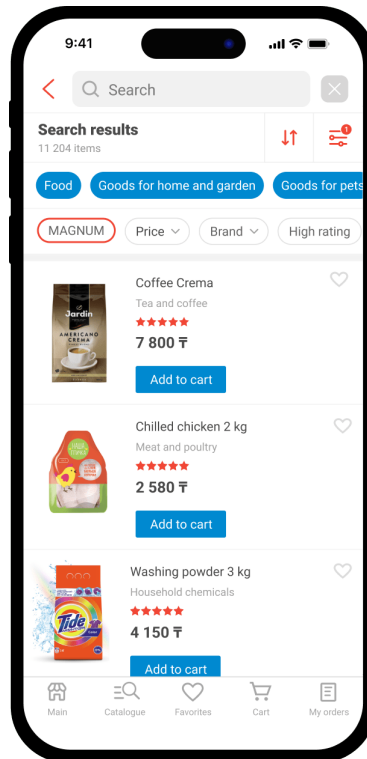 9:41
Search
Search results
11 204 items
1
Food
Goods for home and garden
Goods for pets
MAGNUM
Price
Brand
High rating
Coffee Crema
Tea and coffee
7 800 ₸
Add to cart
Jardin
AMERICANO
CREMA
Chilled chicken 2 kg
Meat and poultry
2 580 ₸
Add to cart
Washing powder 3 kg
Household chemicals
4 150 ₸
Add to cart
Tide
Main
Catalogue
Favorites
Cart
My orders